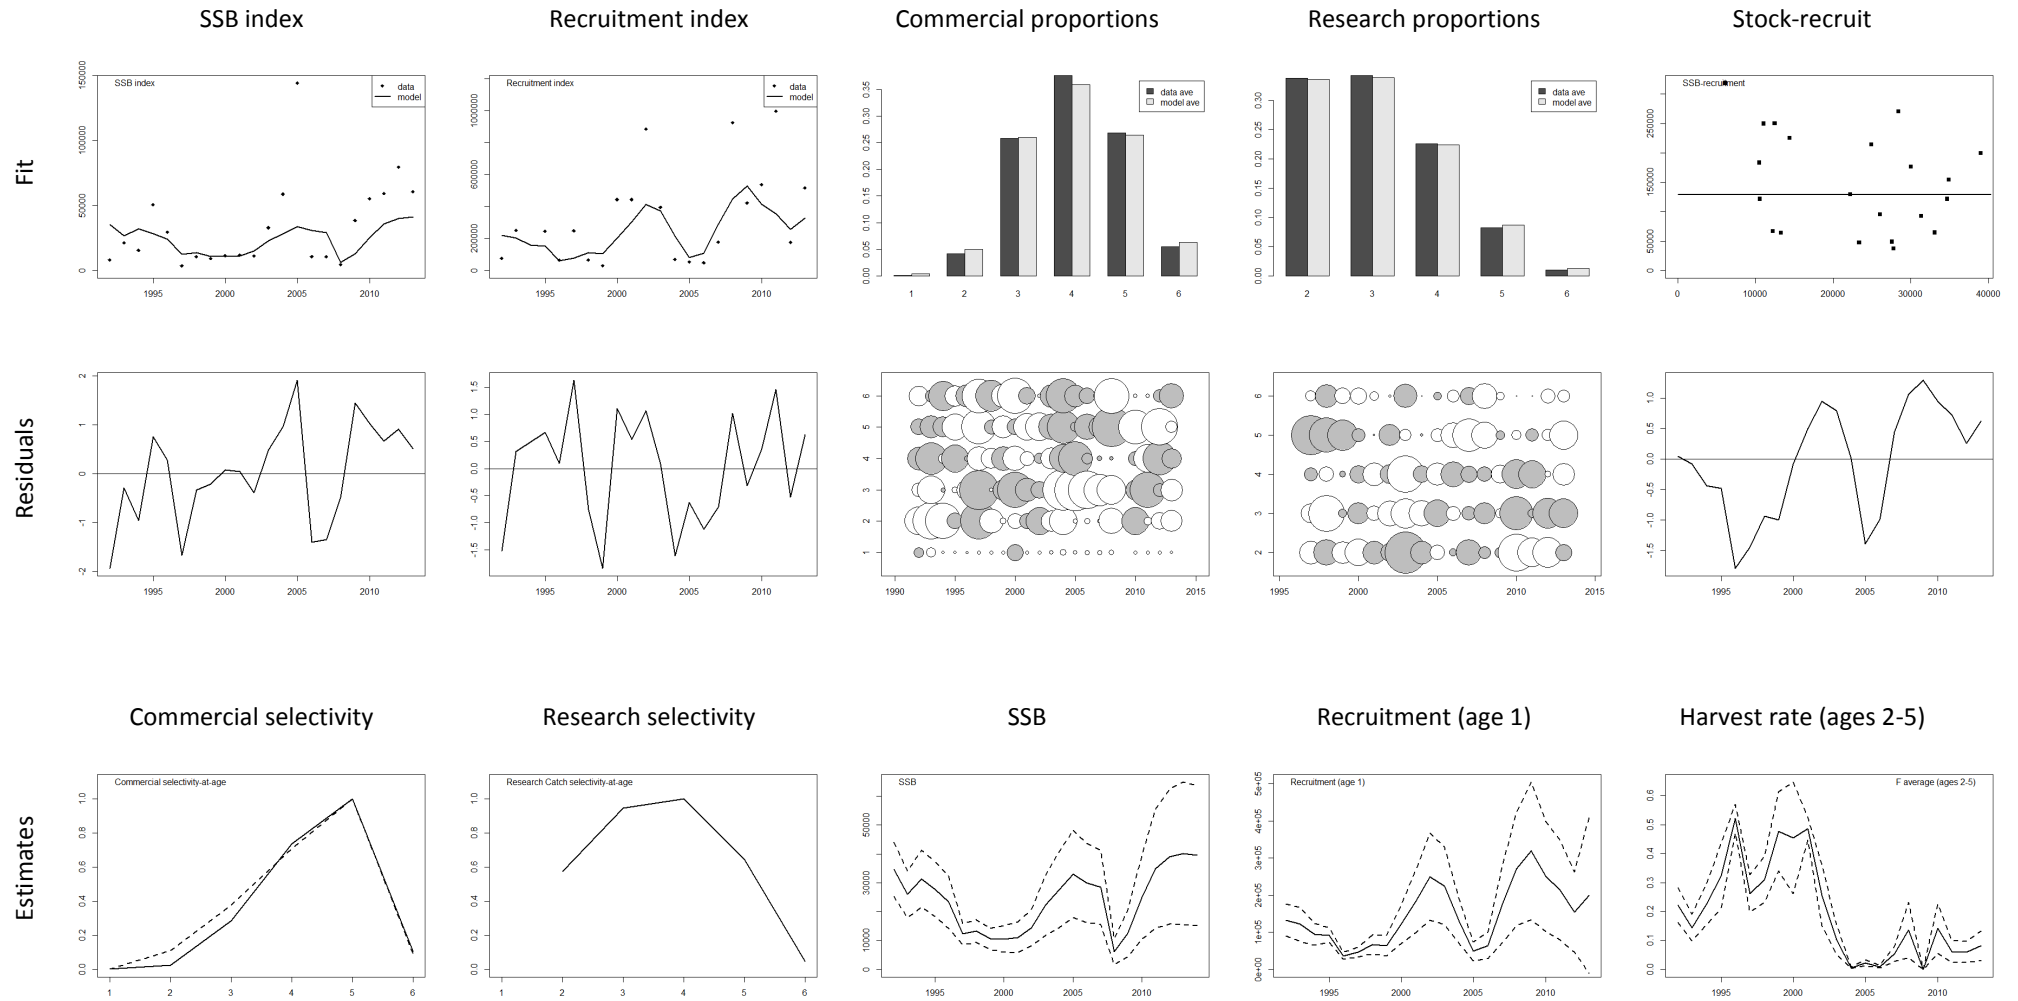 SSB index Recruitment index Commercial proportions Research proportions Stock-recruit
Fit
SSB index
data
model
150000
100000
50000
0
1995 2000 2005 2010
Recruitment index
data
model
1000000
600000
200000
0
1995 2000 2005 2010
data ave
model ave
0.35
0.25
0.20
0.15
0.10
0.05
0.00
1 2 3 4 5 6
data ave
model ave
0.30
0.25
0.20
0.15
0.10
0.05
0.00
2 3 4 5 6
SSB-recruitment
250000
150000
50000
0
0 10000 20000 30000 40000
Residuals
2
1
0
-1
-2
1995 2000 2005 2010
1.5
1.0
0.5
0.0
-0.5
-1.0
-1.5
1995 2000 2005 2010
6
5
4
3
2
1
1990 1995 2000 2005 2010 2015
6
5
4
3
2
1995 2000 2005 2010 2015
1.0
0.5
0.0
-0.5
-1.0
-1.5
1995 2000 2005 2010
Commercial selectivity Research selectivity SSB Recruitment (age 1) Harvest rate (ages 2-5)
Estimates
Commercial selectivity-at-age
1.0
0.8
0.6
0.4
0.2
0.0
1 2 3 4 5 6
Research Catch selectivity-at-age
1.0
0.8
0.6
0.4
0.2
0.0
1 2 3 4 5 6
SSB
50000
30000
10000
0
1995 2000 2005 2010
Recruitment (age 1)
5e+05
4e+05
3e+05
2e+05
1e+05
0e+00
1995 2000 2005 2010
F average (ages 2-5)
0.6
0.5
0.4
0.3
0.2
0.1
0.0
1995 2000 2005 2010